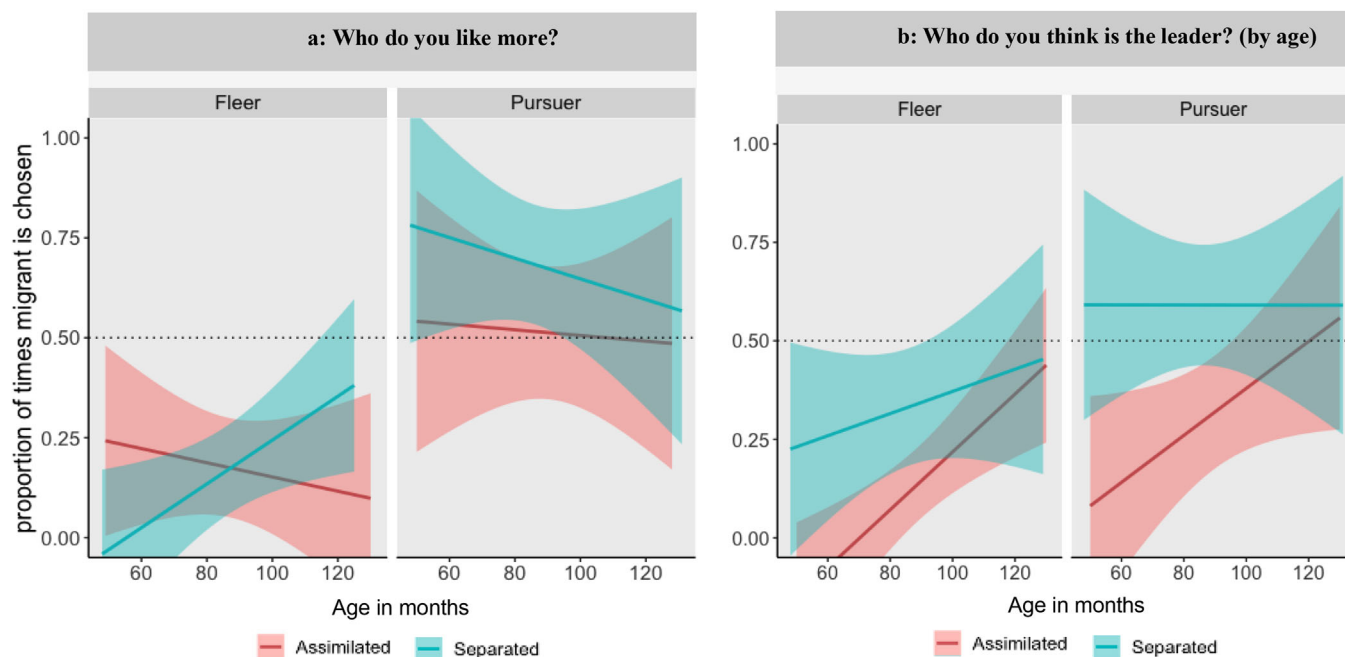 a: Who do you like more?
Fleer
Pursuer
proportion of times migrant is chosen
1.00
0.75
0.50
0.25
0.00
60 80 100 120
60 80 100 120
Age in months
Assimilated Separated
b: Who do you think is the leader? (by age)
Fleer
Pursuer
1.00
0.75
0.50
0.25
0.00
60 80 100 120
60 80 100 120
Age in months
Assimilated Separated